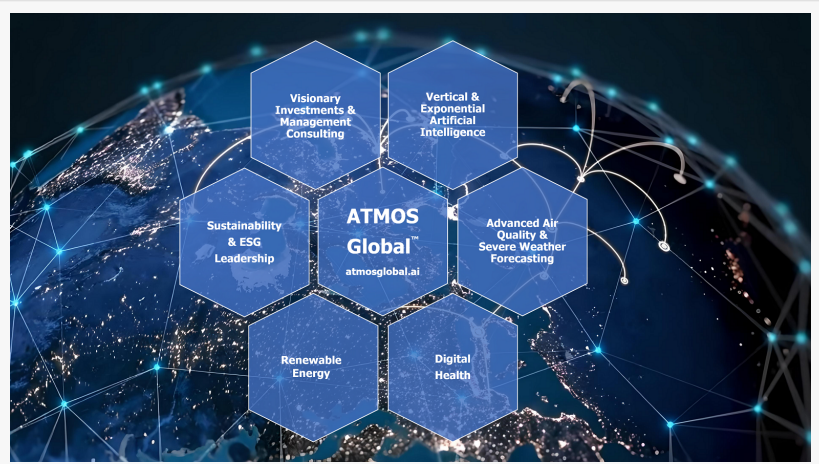 Visionary
Investments &
Management
Consulting
Vertical &
Exponential
Artificial
Intelligence
Sustainability
& ESG
Leadership
ATMOS
Global™
atmosglobal.ai
Advanced Air
Quality &
Severe Weather
Forecasting
Renewable
Energy
Digital
Health